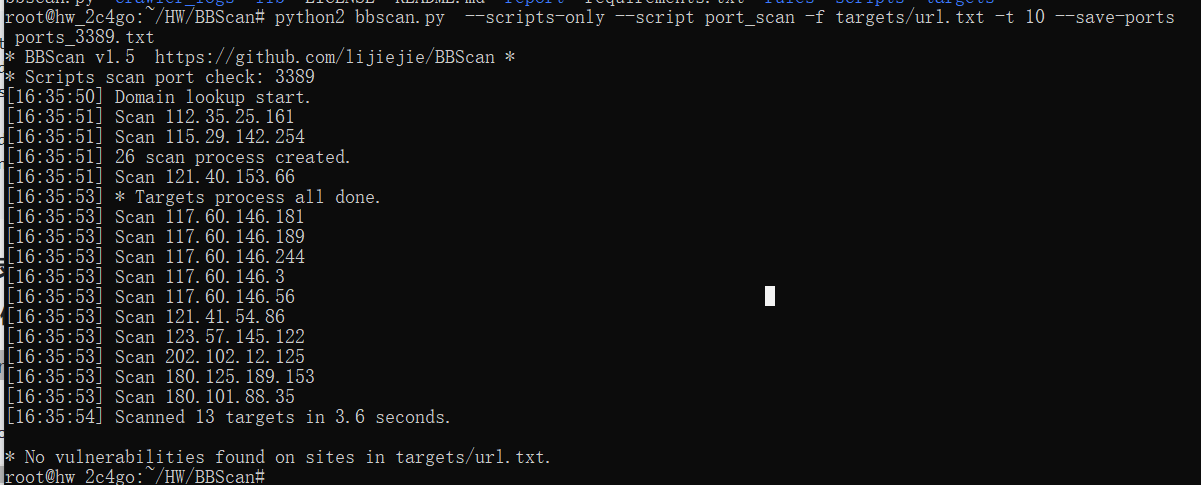 bbscan.py crawler_logs lib LICENSE README.md report requirements.txt rules scripts targets
root@hw_2c4go:~/HW/BBScan# python2 bbscan.py  --scripts-only --script port_scan -f targets/url.txt -t 10 --save-ports
 ports_3389.txt
* BBScan v1.5  https://github.com/lijiejie/BBScan *
* Scripts scan port check: 3389
[16:35:50] Domain lookup start.
[16:35:51] Scan 112.35.25.161
[16:35:51] Scan 115.29.142.254
[16:35:51] 26 scan process created.
[16:35:51] Scan 121.40.153.66
[16:35:53] * Targets process all done.
[16:35:53] Scan 117.60.146.181
[16:35:53] Scan 117.60.146.189
[16:35:53] Scan 117.60.146.244
[16:35:53] Scan 117.60.146.3
[16:35:53] Scan 117.60.146.56
[16:35:53] Scan 121.41.54.86
[16:35:53] Scan 123.57.145.122
[16:35:53] Scan 202.102.12.125
[16:35:53] Scan 180.125.189.153
[16:35:53] Scan 180.101.88.35
[16:35:54] Scanned 13 targets in 3.6 seconds.
* No vulnerabilities found on sites in targets/url.txt.
root@hw_2c4go:~/HW/BBScan#